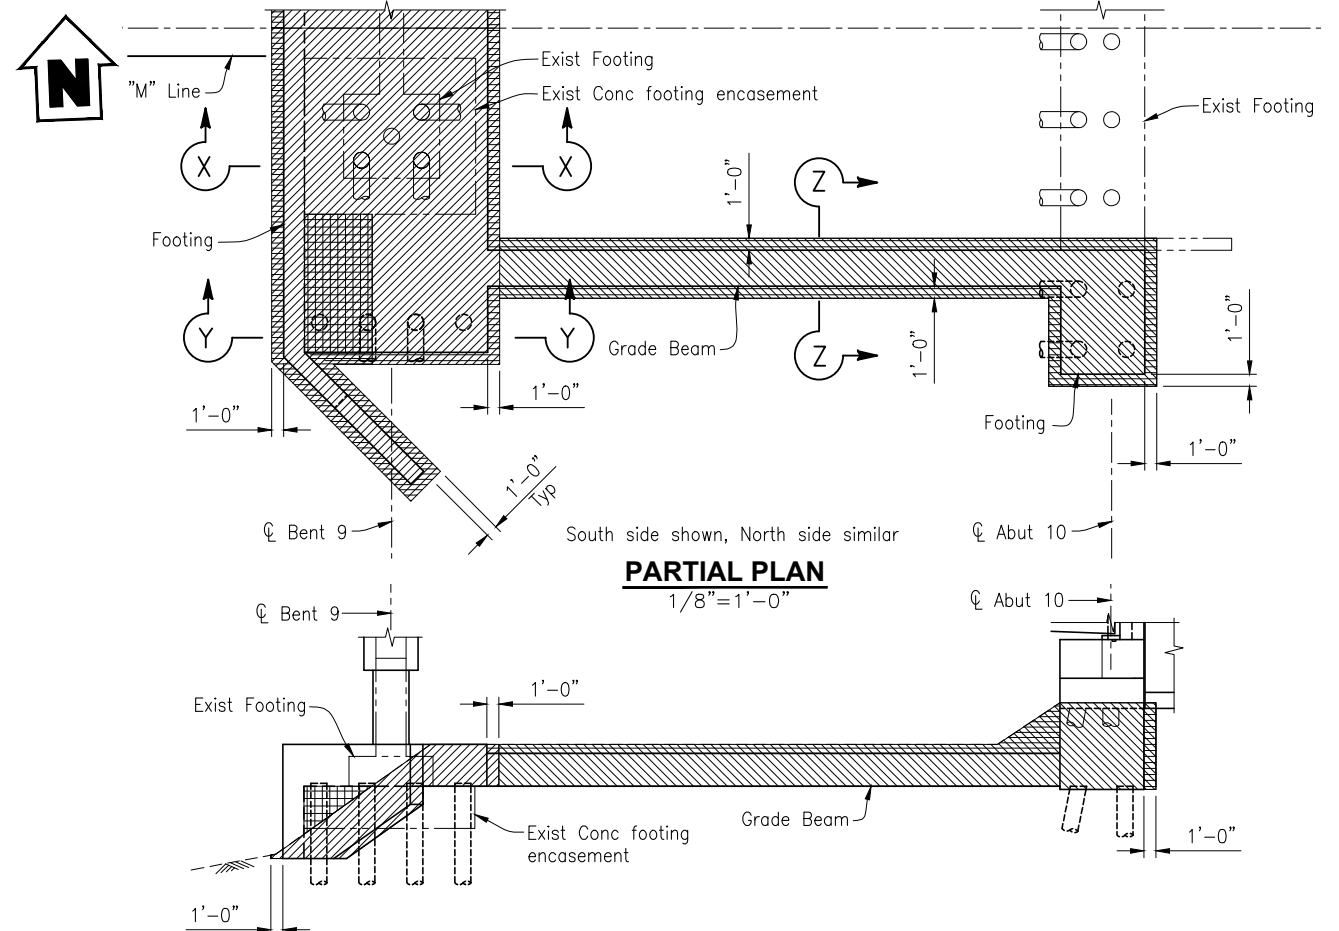 N
"M" Line
Exist Footing
Exist Conc footing encasement
Exist Footing
X
X
Z
1'-0"
Footing
Y
Y
Grade Beam
Z
1'-0"
1'-0"
1'-0"
1'-0"
Footing
1'-0"
1'-0"
Typ
℄ Bent 9
South side shown, North side similar
℄ Abut 10
PARTIAL PLAN
1/8"=1'-0"
℄ Bent 9
℄ Abut 10
Exist Footing
1'-0"
Grade Beam
Exist Conc footing
encasement
1'-0"
1'-0"